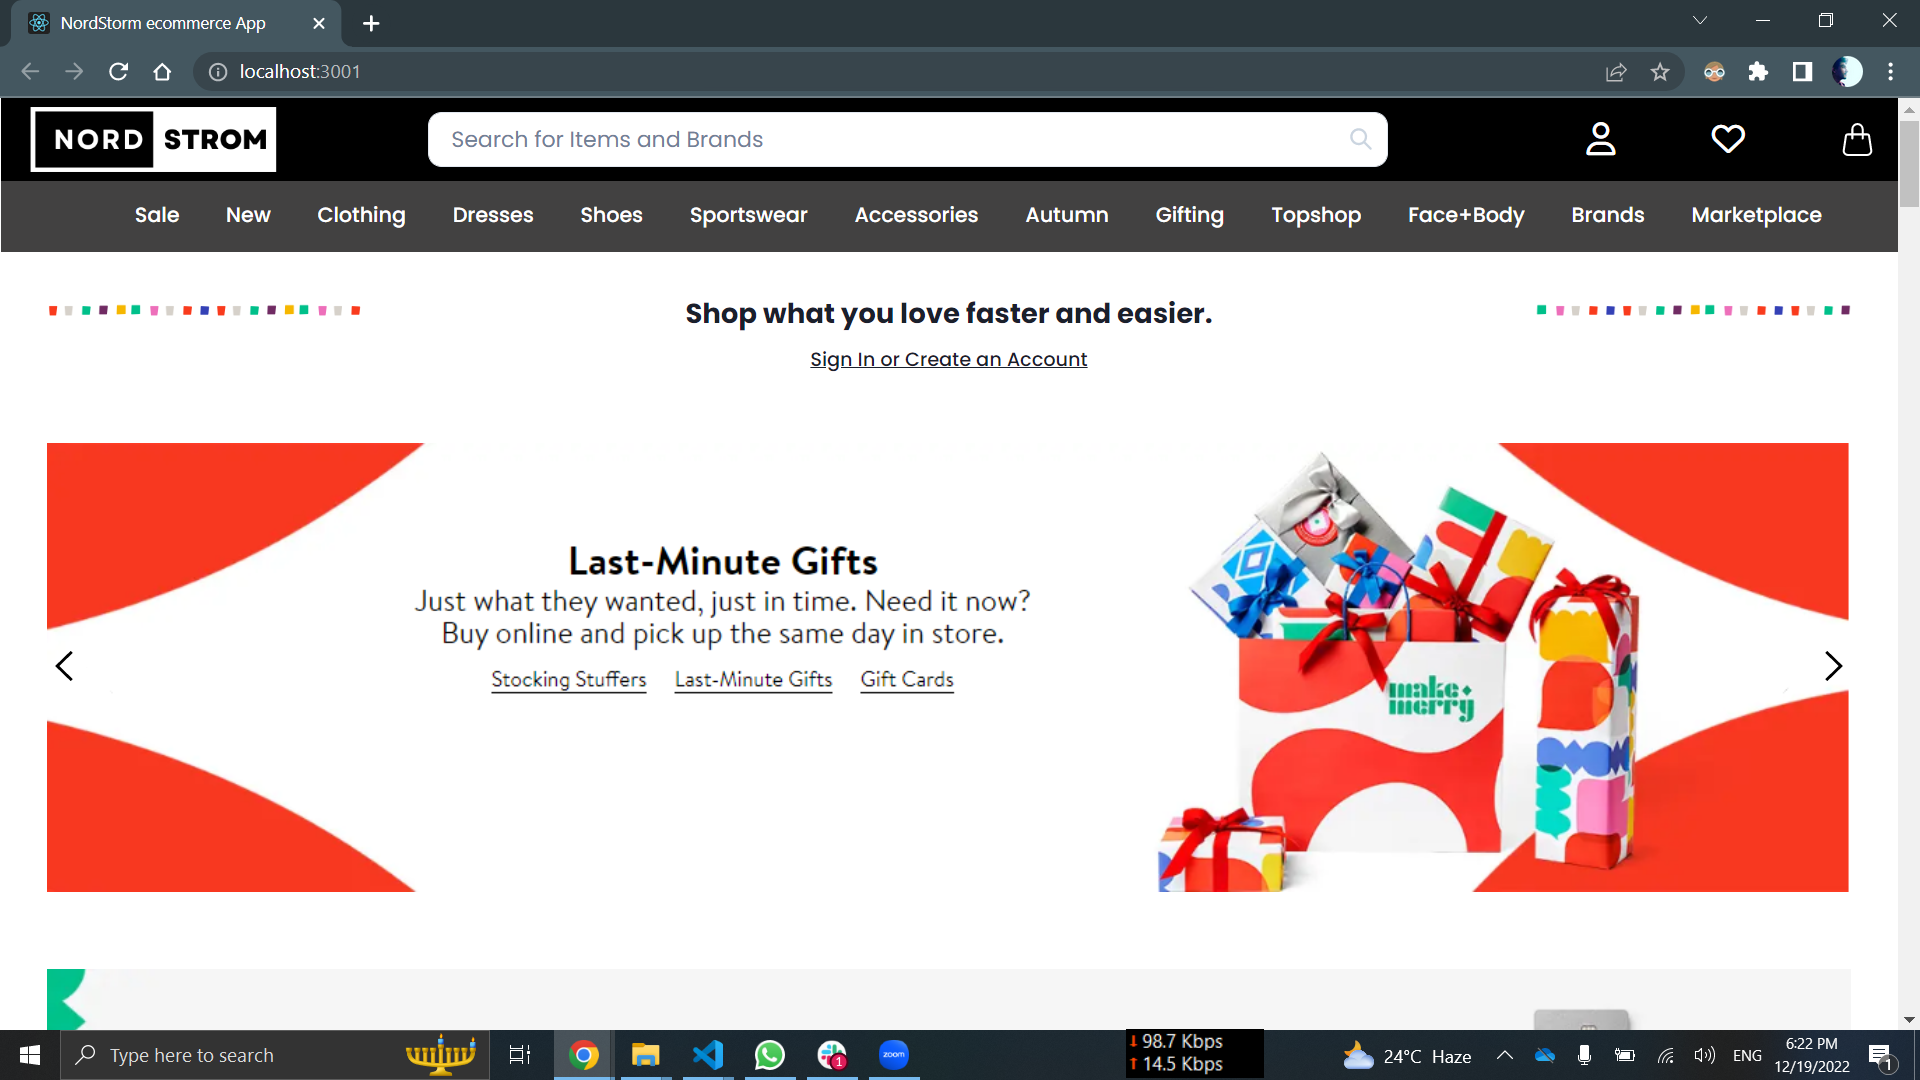 NordStorm ecommerce App
localhost:3001
NORD STROM
Search for Items and Brands
Sale New Clothing Dresses Shoes Sportswear Accessories Autumn Gifting Topshop Face+Body Brands Marketplace
Shop what you love faster and easier.
Sign In or Create an Account
Last-Minute Gifts
Just what they wanted, just in time. Need it now?
Buy online and pick up the same day in store.
Stocking Stuffers Last-Minute Gifts Gift Cards
make
merry
Type here to search
1
zoom
98.7 Kbps
14.5 Kbps
24°C Haze
ENG
6:22 PM
12/19/2022
1